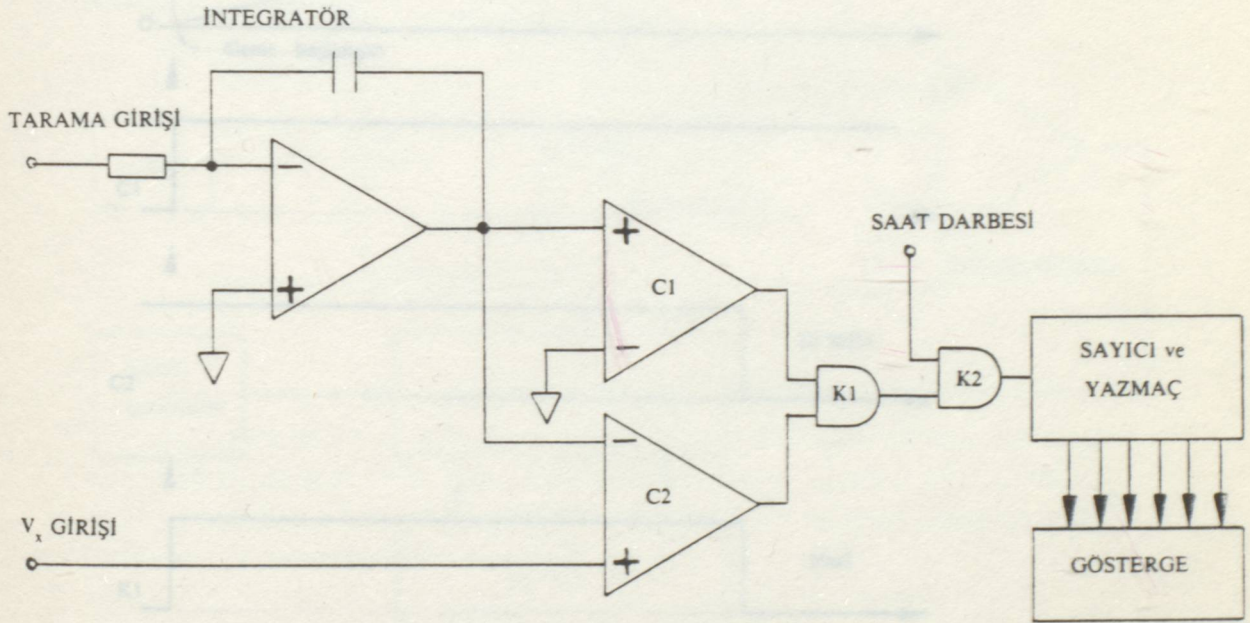 İNTEGRATÖR
TARAMA GİRİŞİ
SAAT DARBESİ
C1
K1
K2
SAYICI ve
YAZMAÇ
C2
Vₓ GİRİŞİ
GÖSTERGE